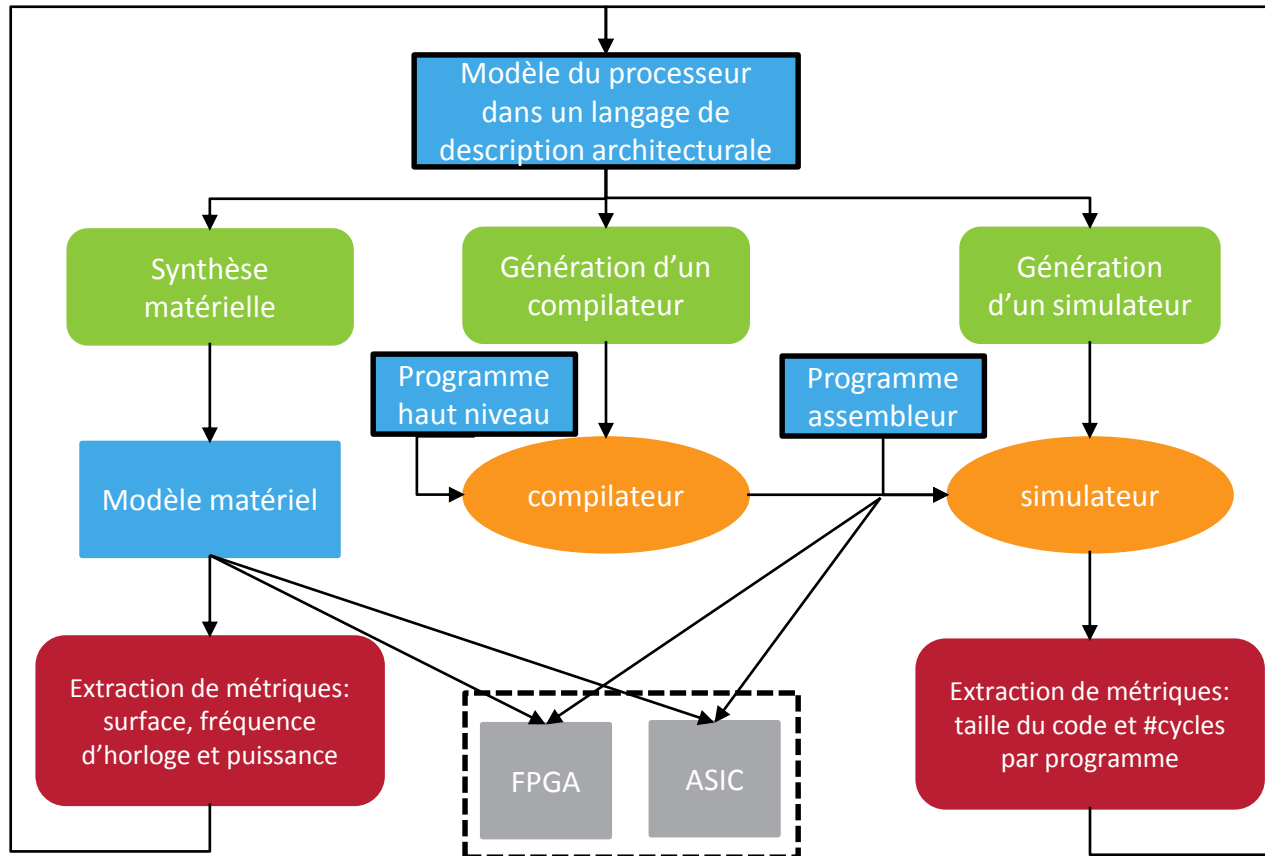 Modèle du processeur
dans un langage de
description architecturale
Synthèse
matérielle
Génération d’un
compilateur
Génération
d’un simulateur
Programme
haut niveau
Programme
assembleur
Modèle matériel
compilateur
simulateur
Extraction de métriques:
surface, fréquence
d’horloge et puissance
FPGA
ASIC
Extraction de métriques:
taille du code et #cycles
par programme